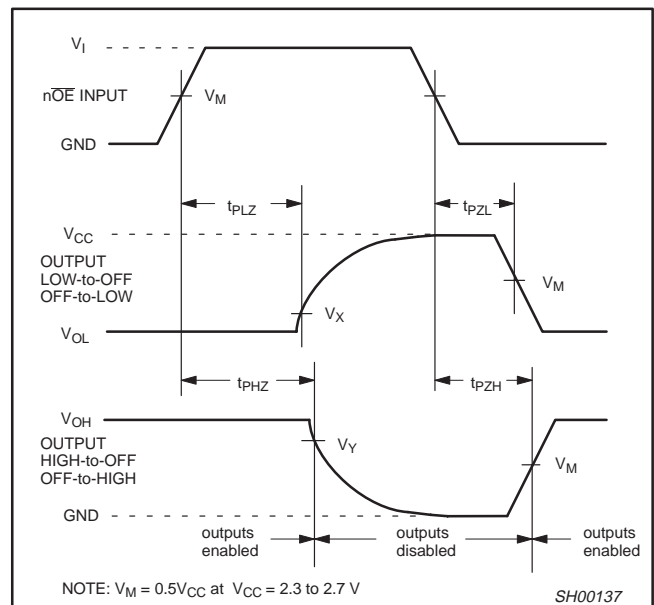 V_I
nO̅E̅ INPUT
V_M
GND
t_PLZ
t_PZL
V_CC
OUTPUT
LOW-to-OFF
OFF-to-LOW
V_M
V_X
V_OL
t_PHZ
t_PZH
V_OH
OUTPUT
HIGH-to-OFF
OFF-to-HIGH
V_Y
V_M
GND
outputs
enabled
outputs
disabled
outputs
enabled
NOTE: V_M = 0.5V_CC at V_CC = 2.3 to 2.7 V
SH00137